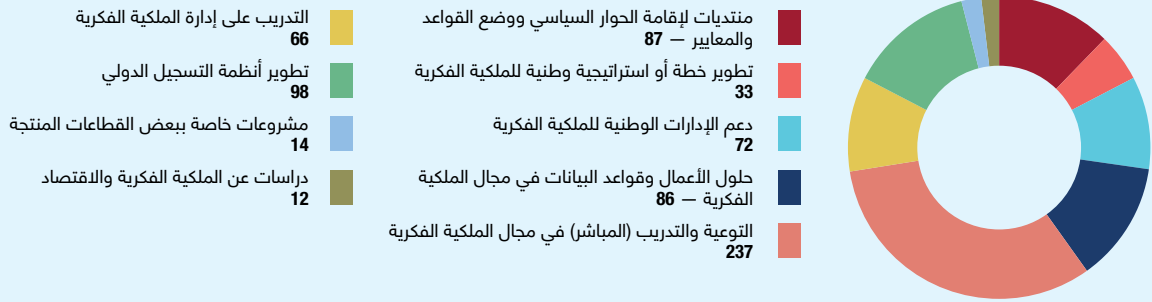 منتديات لإقامة الحوار السياسي ووضع القواعد
والمعايير — 87
تطوير خطة أو استراتيجية وطنية للملكية الفكرية
33
دعم الإدارات الوطنية للملكية الفكرية
72
حلول الأعمال وقواعد البيانات في مجال الملكية
الفكرية — 86
التوعية والتدريب (المباشر) في مجال الملكية الفكرية
237
التدريب على إدارة الملكية الفكرية
66
تطوير أنظمة التسجيل الدولي
98
مشروعات خاصة ببعض القطاعات المنتجة
14
دراسات عن الملكية الفكرية والاقتصاد
12